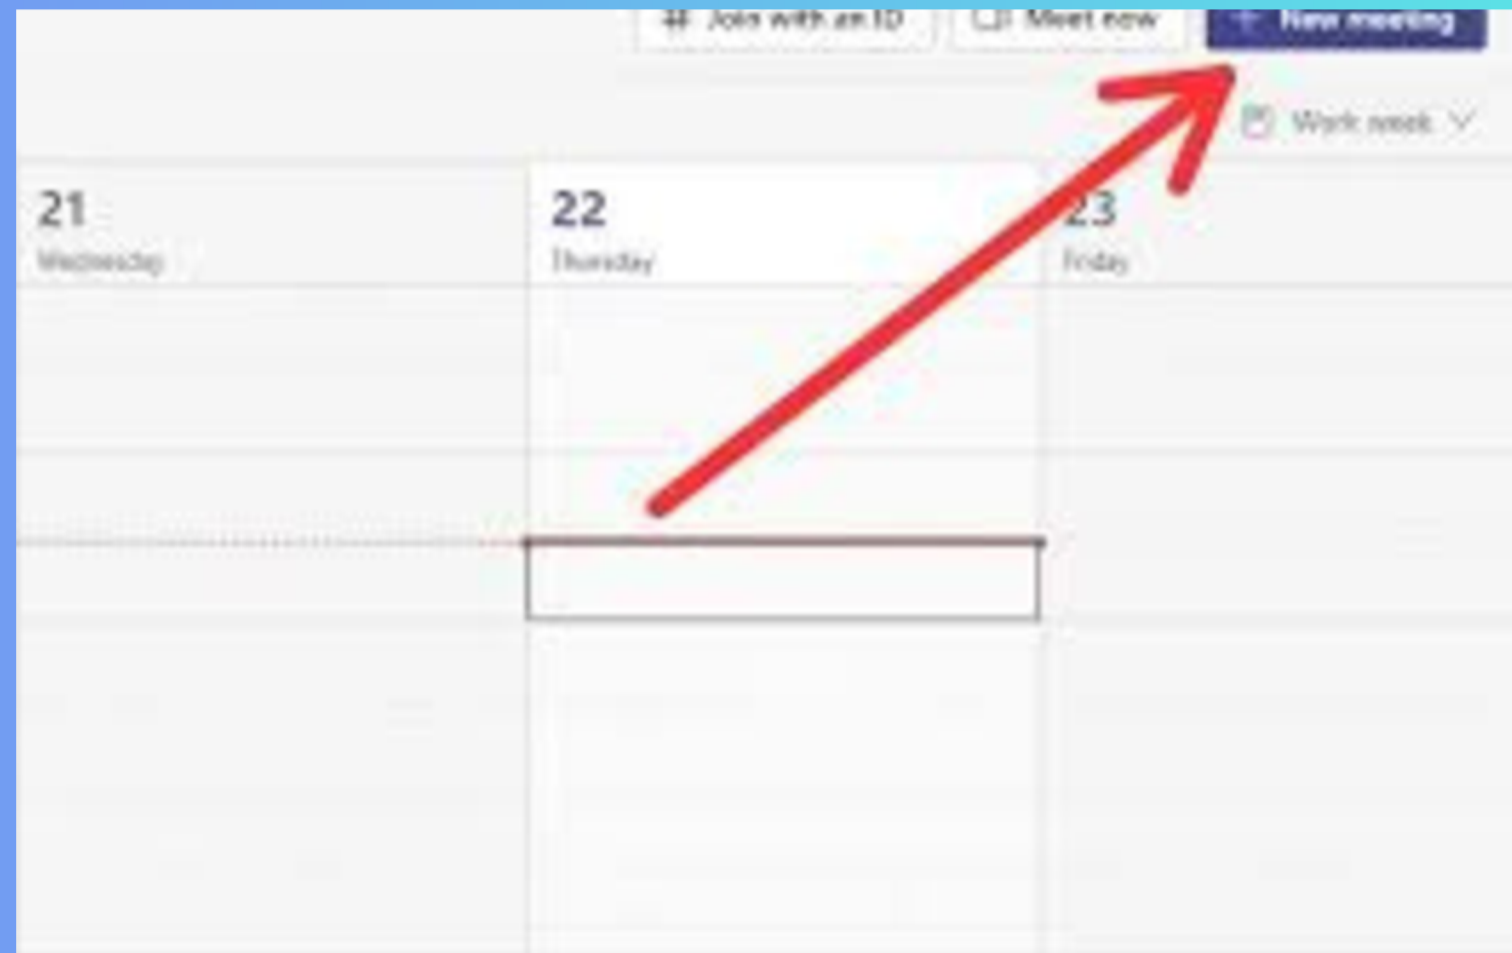 Join with an ID Meet now + New meeting
Work week
21 22 23
Wednesday Thursday Friday